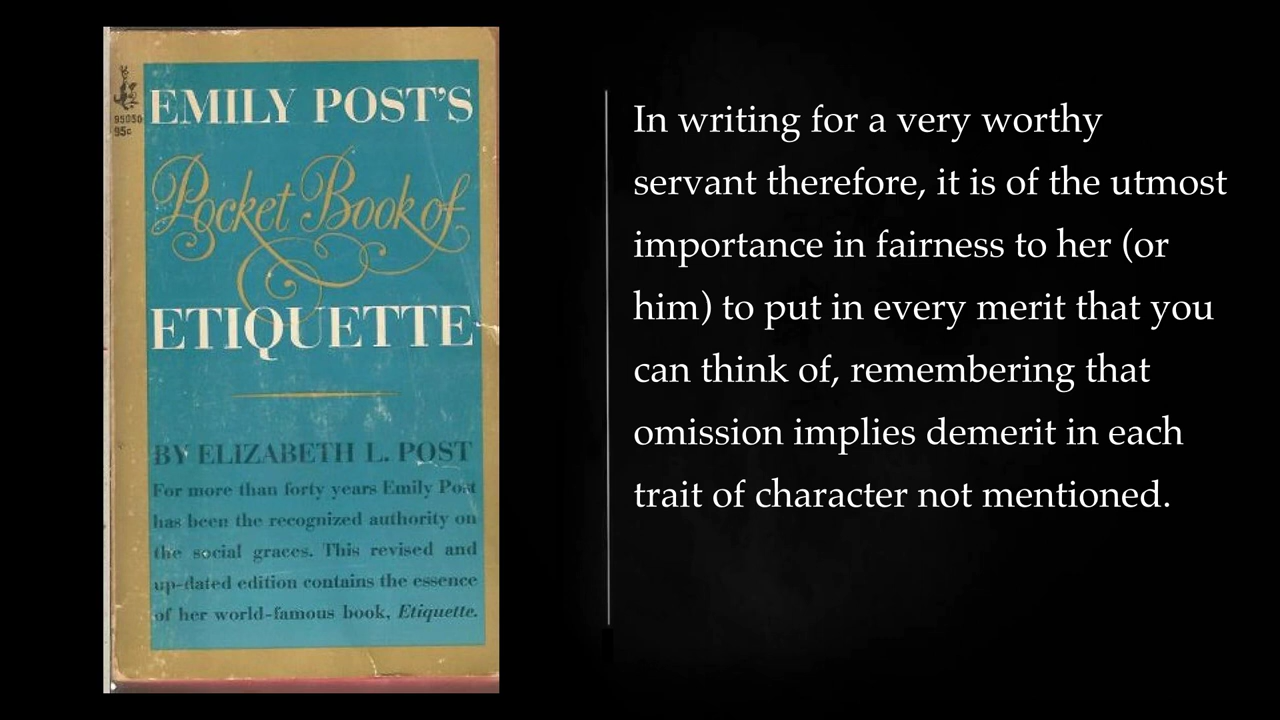 95050
95c
EMILY POST'S
Pocket Book of
ETIQUETTE
BY ELIZABETH L. POST
For more than forty years Emily Post
has been the recognized authority on
the social graces. This revised and
up-dated edition contains the essence
of her world-famous book, Etiquette.
In writing for a very worthy
servant therefore, it is of the utmost
importance in fairness to her (or
him) to put in every merit that you
can think of, remembering that
omission implies demerit in each
trait of character not mentioned.